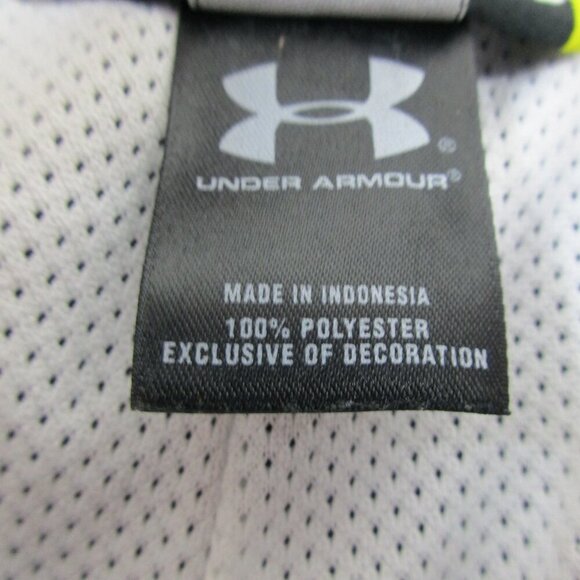 ®
UNDER ARMOUR®
MADE IN INDONESIA
100% POLYESTER
EXCLUSIVE OF DECORATION